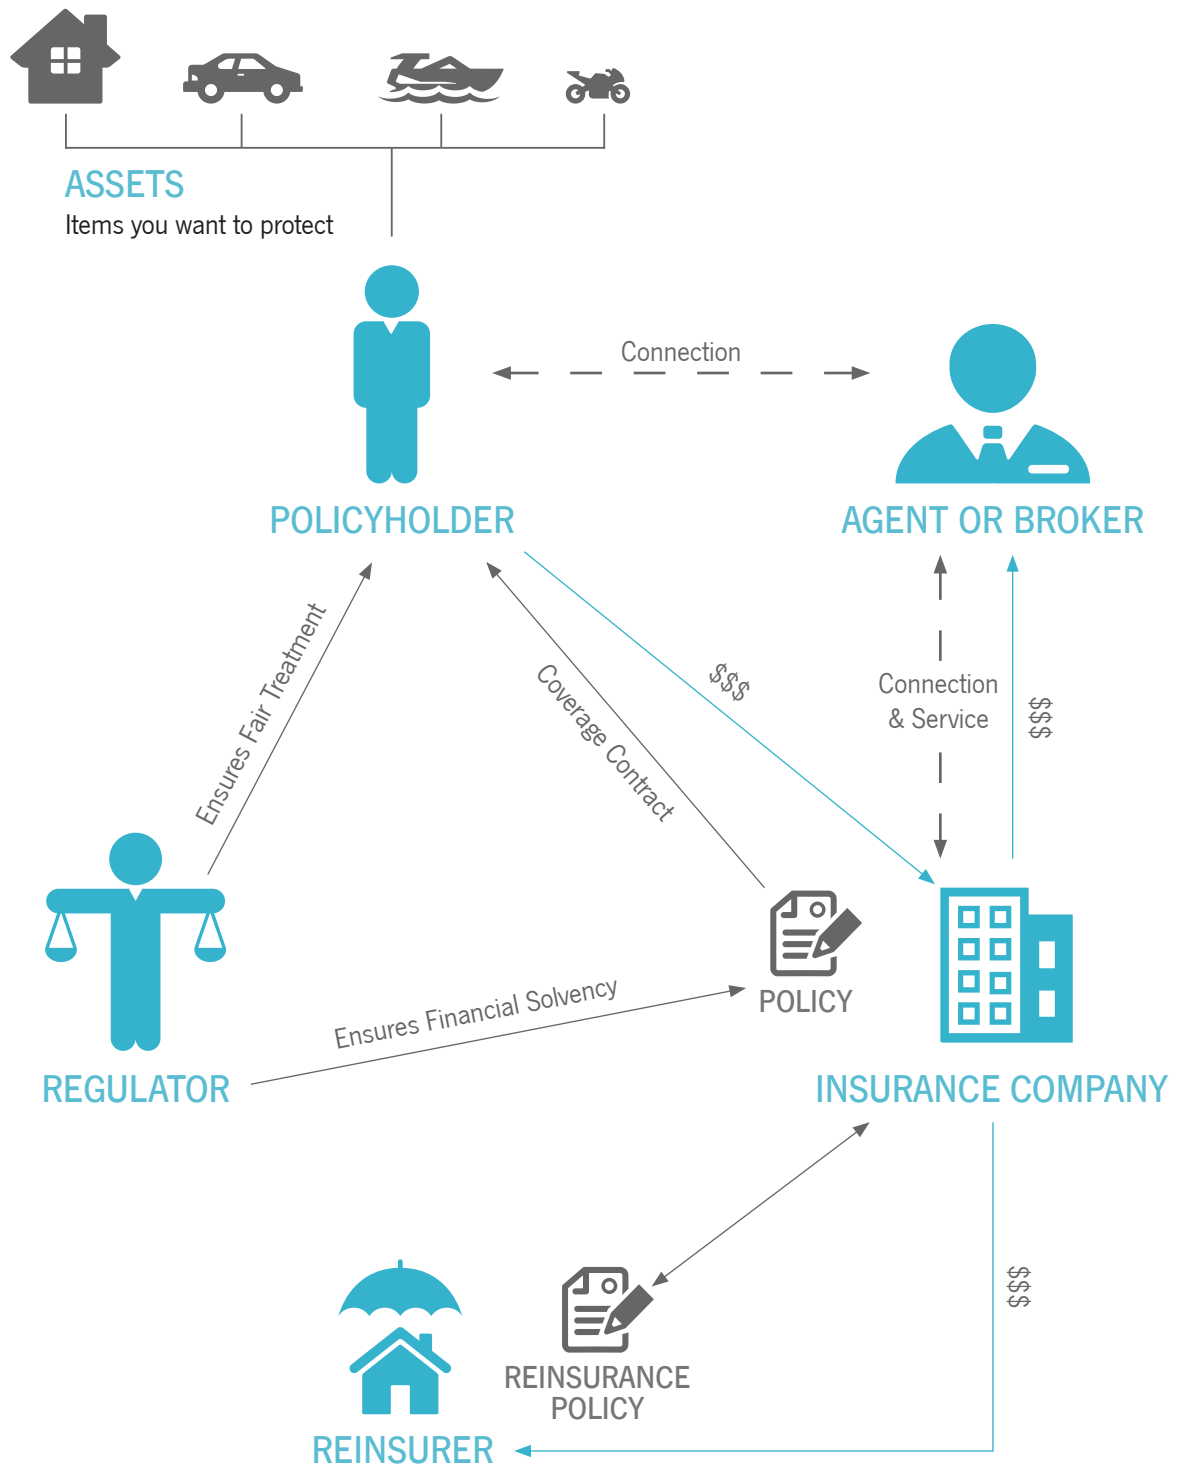 ASSETS
Items you want to protect
Connection
POLICYHOLDER
AGENT OR BROKER
Ensures Fair Treatment
Coverage Contract
$$$
Connection
& Service
$$$
Ensures Financial Solvency
POLICY
REGULATOR
INSURANCE COMPANY
$$$
REINSURANCE
POLICY
REINSURER